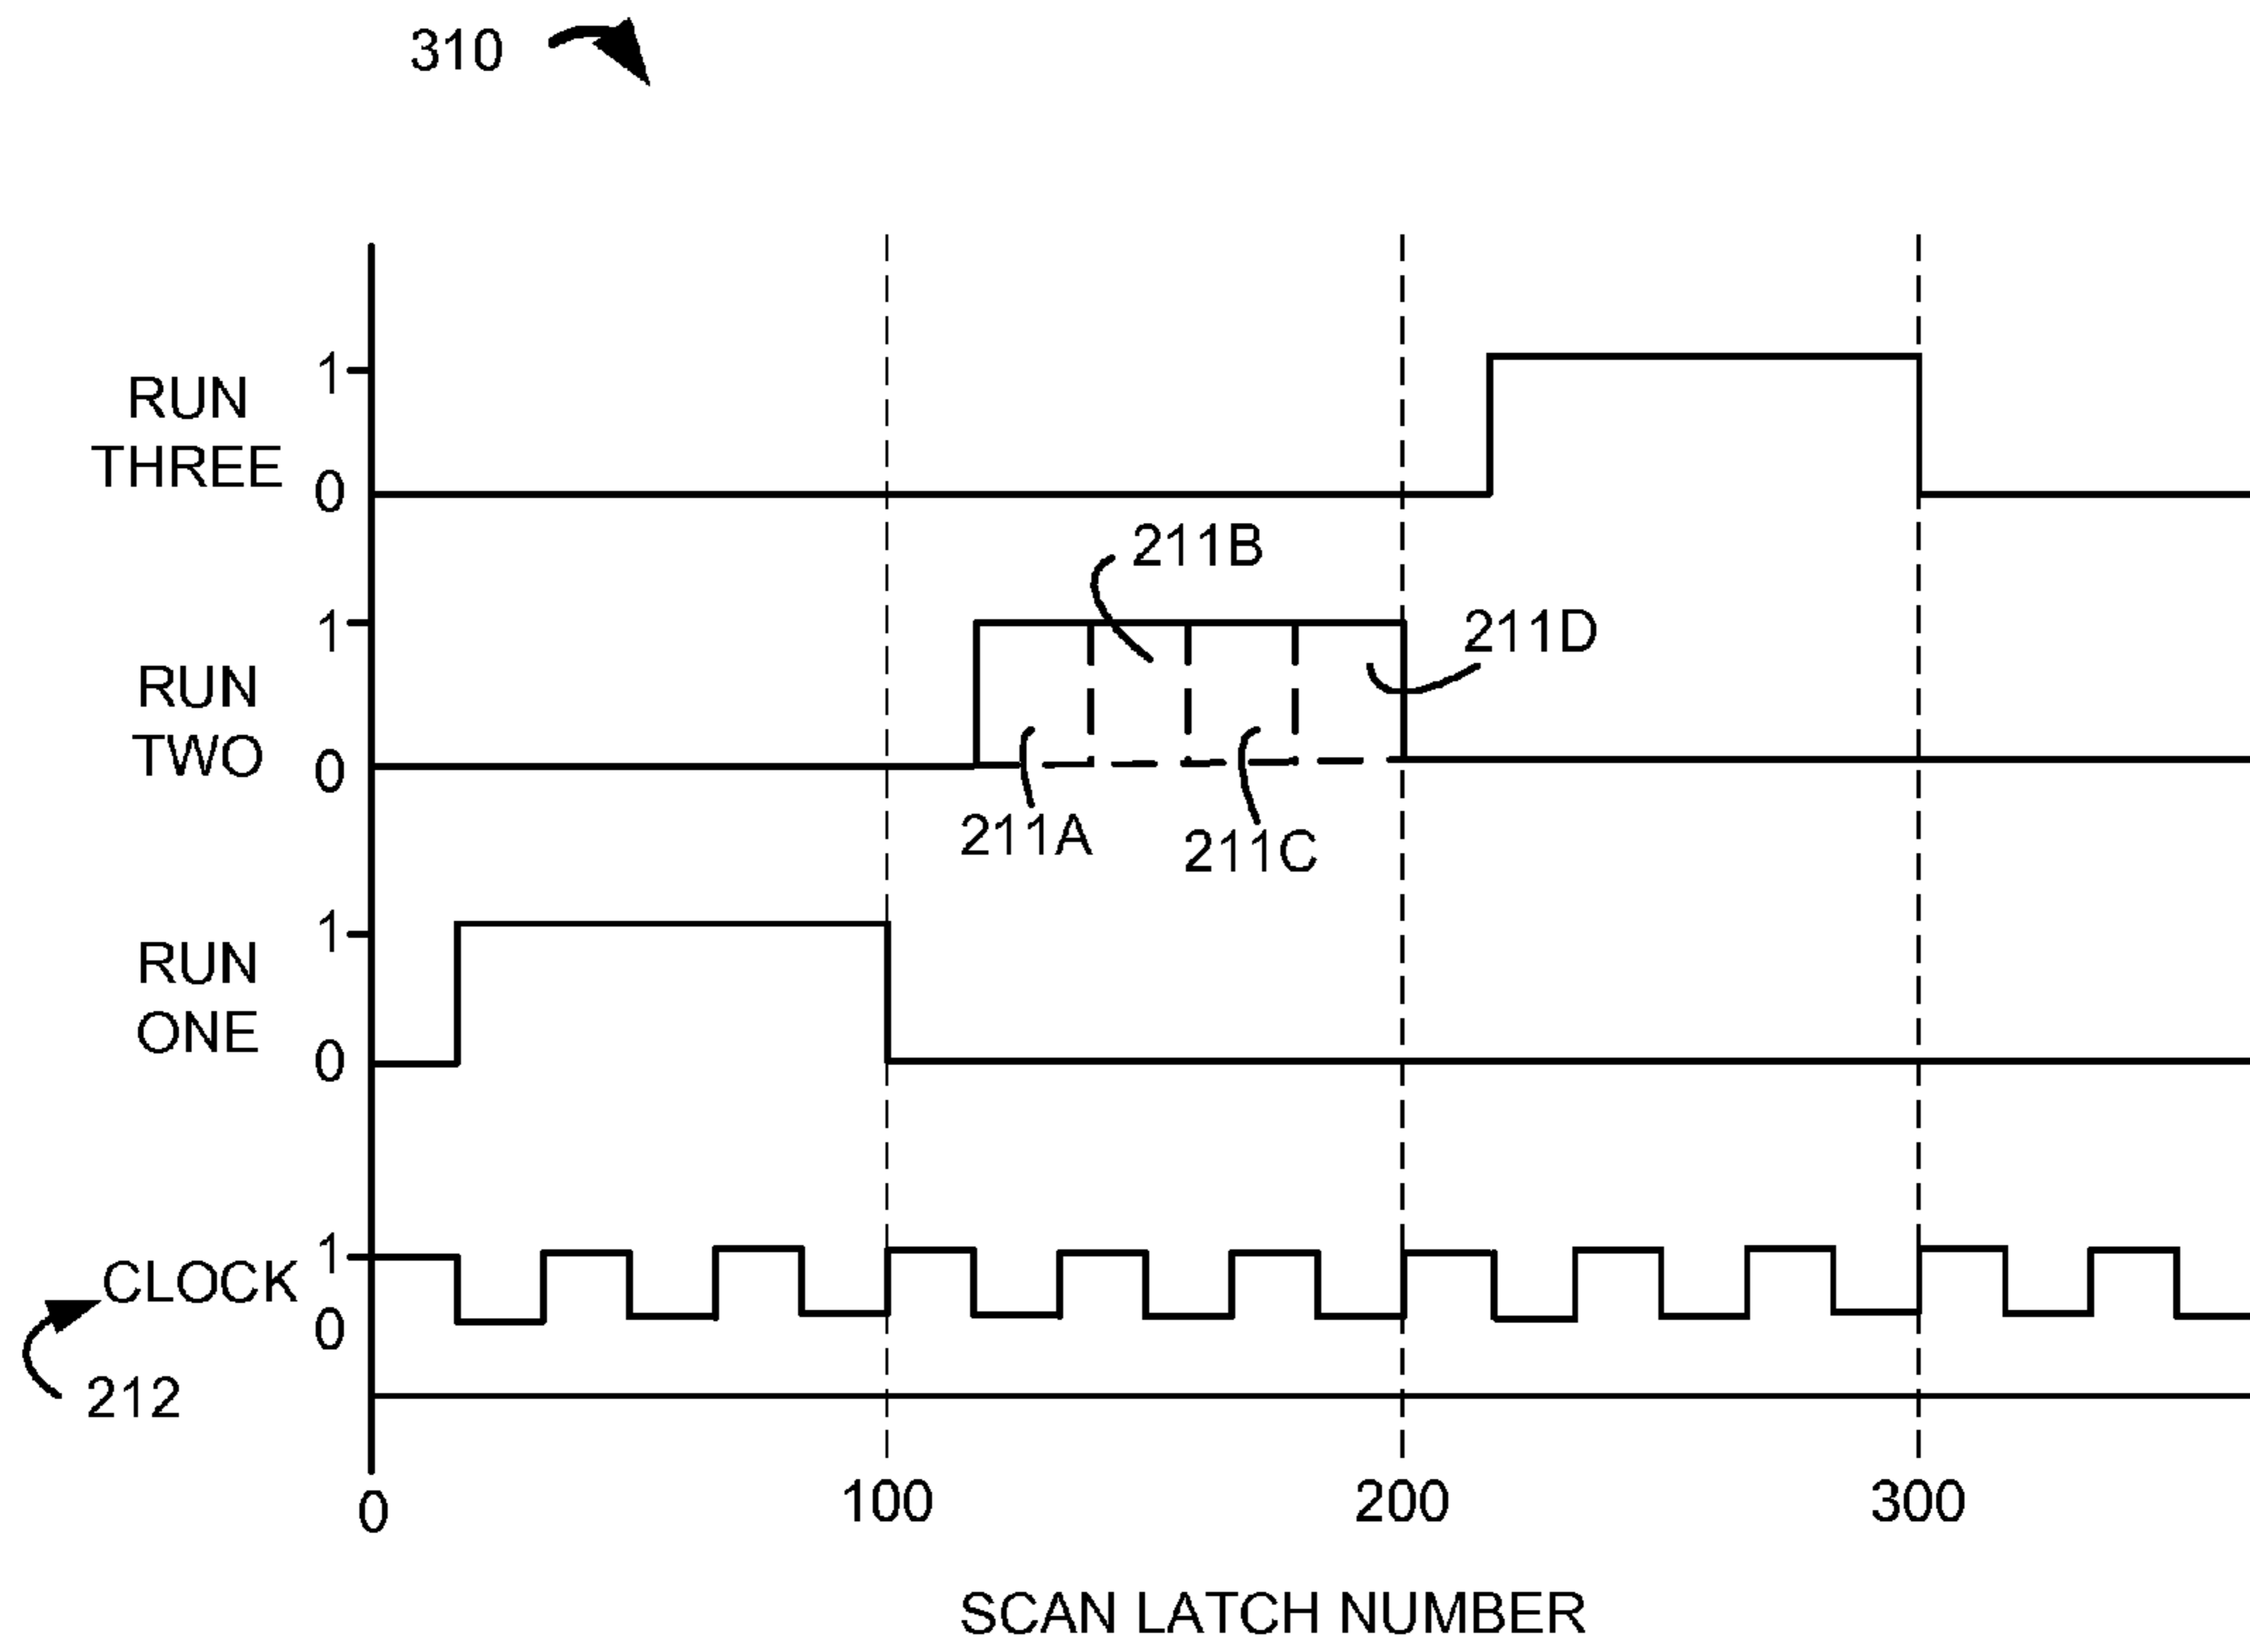 310
1
RUN
THREE
0
211B
1
211D
RUN
TWO
0
211A
211C
1
RUN
ONE
0
1
CLOCK
0
212
0
100
200
300
SCAN LATCH NUMBER